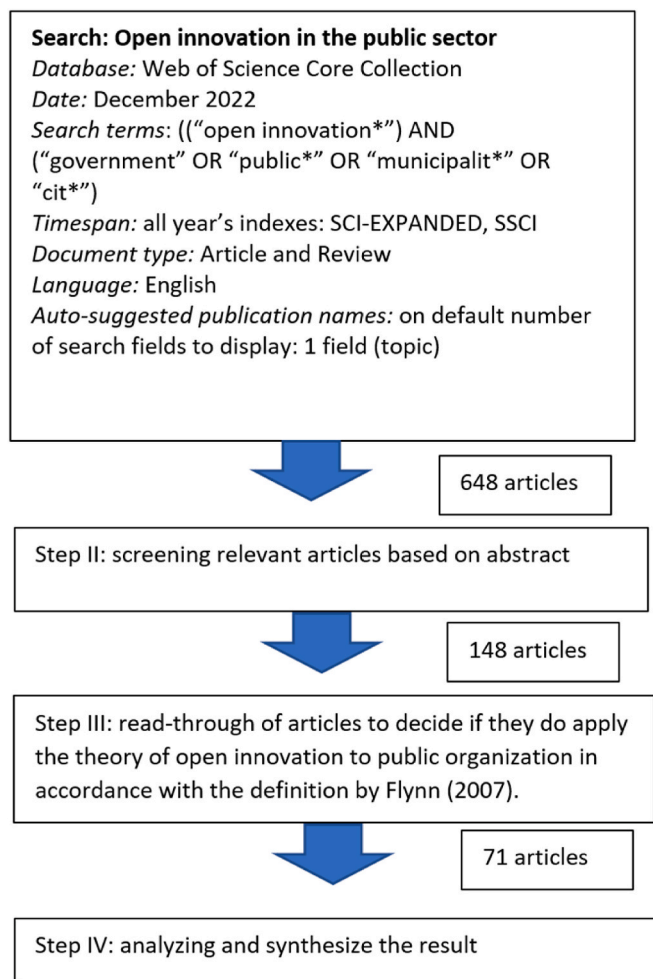 Search: Open innovation in the public sector
Database: Web of Science Core Collection
Date: December 2022
Search terms: ((“open innovation*”) AND
(“government” OR “public*” OR “municipalit*” OR
“cit*”)
Timespan: all year’s indexes: SCI-EXPANDED, SSCI
Document type: Article and Review
Language: English
Auto-suggested publication names: on default number
of search fields to display: 1 field (topic)
648 articles
Step II: screening relevant articles based on abstract
148 articles
Step III: read-through of articles to decide if they do apply
the theory of open innovation to public organization in
accordance with the definition by Flynn (2007).
71 articles
Step IV: analyzing and synthesize the result